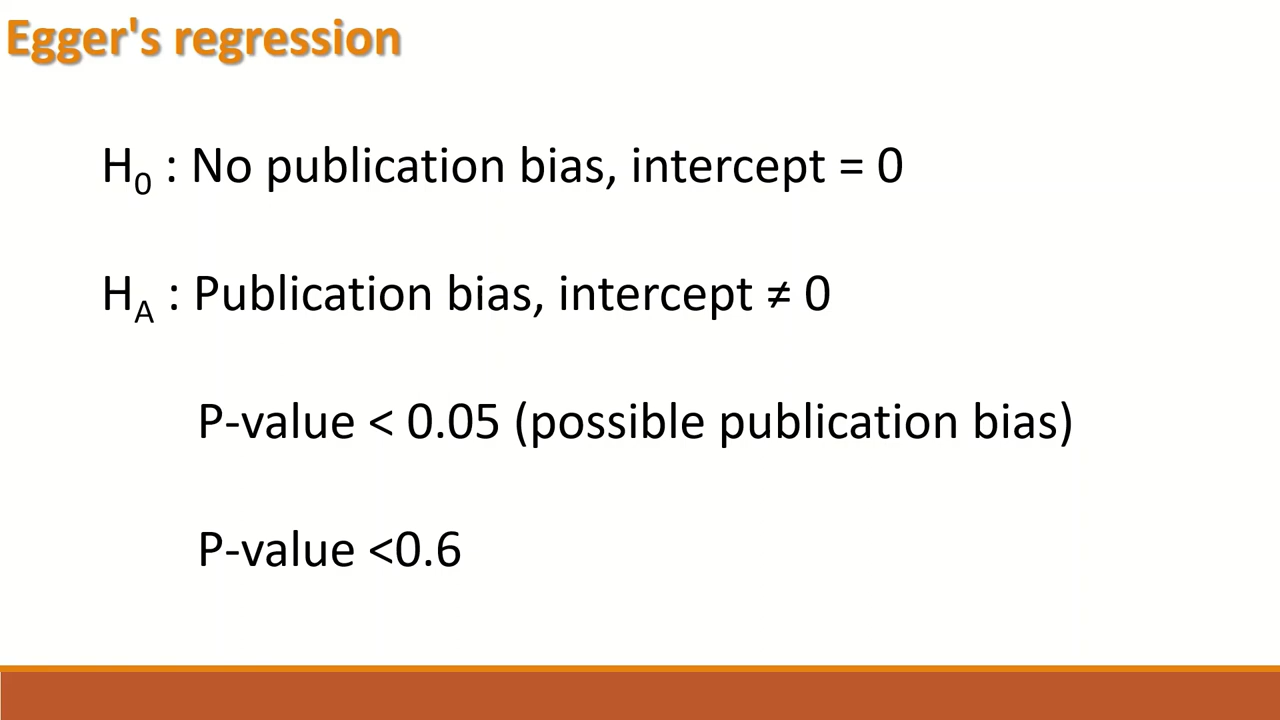 Egger's regression
H₀ : No publication bias, intercept = 0
Hₐ : Publication bias, intercept ≠ 0
P-value < 0.05 (possible publication bias)
P-value <0.6